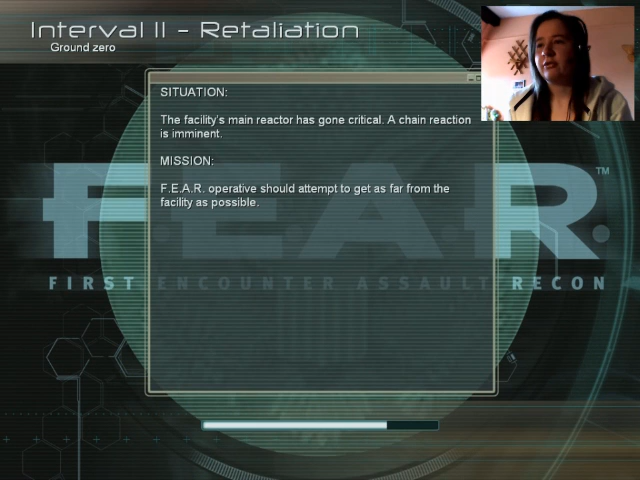 Interval 11 - Retaliation
Ground zero
SITUATION:
The facility's main reactor has gone critical. A chain reaction
is imminent.
MISSION:
F.E.A.R. operative should attempt to get as far from the
facility as possible.
F.E.A.R.™
FIRST ENCOUNTER ASSAULT RECON